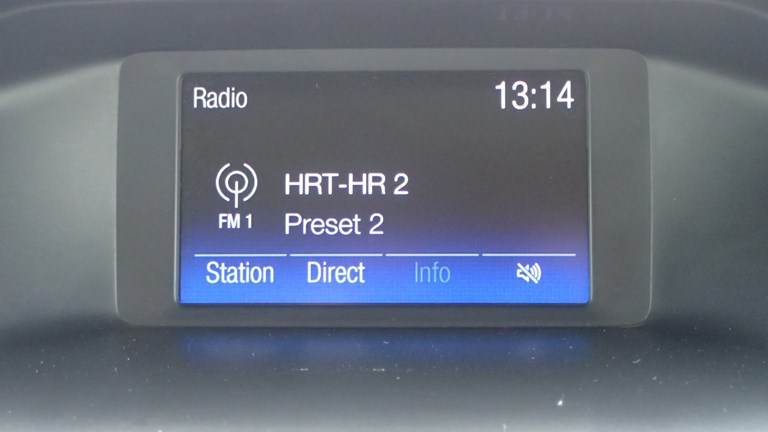 Radio 13:14
HRT-HR 2
FM 1 Preset 2
Station Direct Info